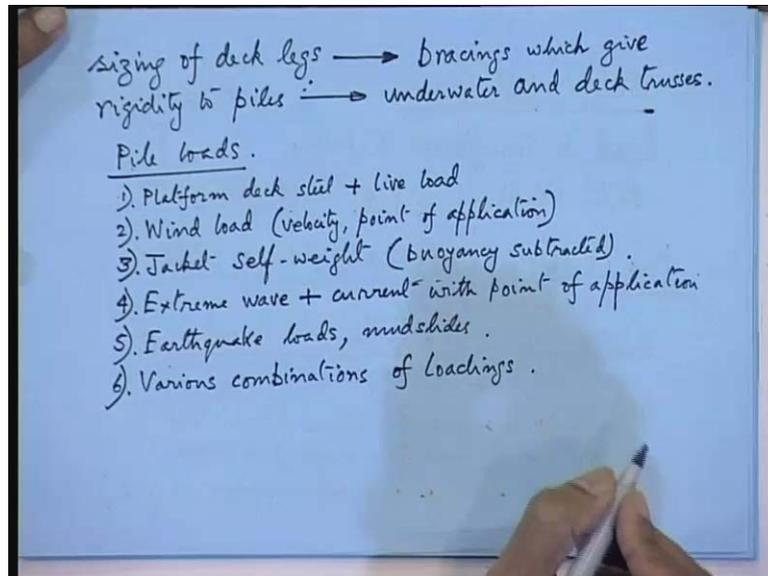 sizing of deck legs ⟶ bracings which give
rigidity to piles ⟶ underwater and deck trusses.
Pile loads.
1). Platform deck steel + live load
2). Wind load (velocity, point of application)
3). Jacket self-weight (buoyancy subtracted).
4). Extreme wave + current with point of application
5). Earthquake loads, mudslides.
6). Various combinations of loadings.